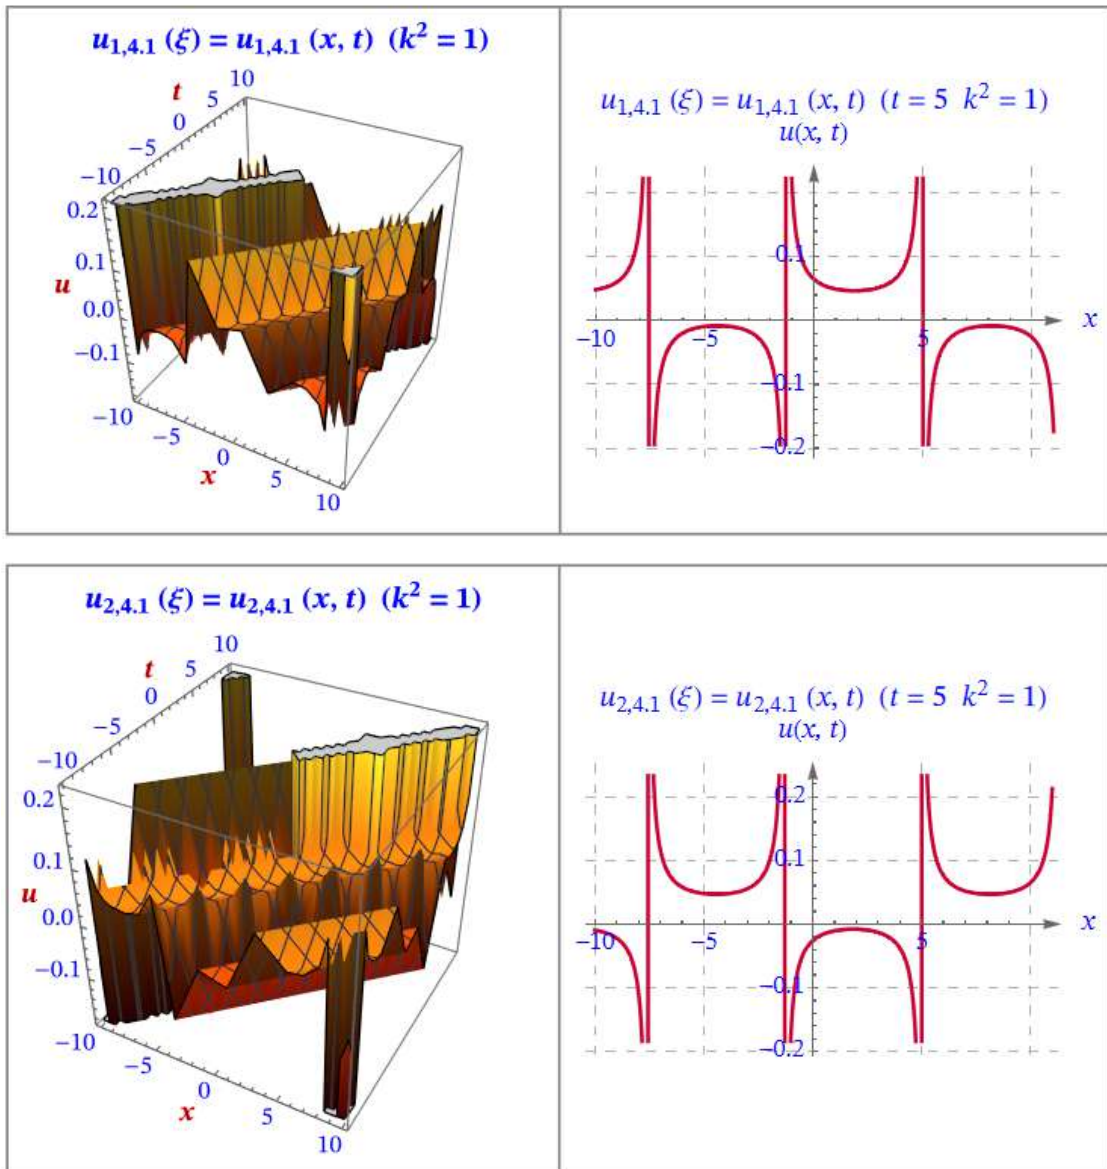 u1,4.1 (ξ) = u1,4.1 (x, t) (k² = 1)
t
10
5
0
−5
−10
0.2
0.1
u
0.0
−0.1
−10
−5
0
x
5
10
u1,4.1 (ξ) = u1,4.1 (x, t) (t = 5 k² = 1)
u(x, t)
0.1
x
−10
−5
5
−0.1
−0.2
u2,4.1 (ξ) = u2,4.1 (x, t) (k² = 1)
10
t
5
0
−5
−10
0.2
0.1
u
0.0
−0.1
−10
−5
0
x
5
10
u2,4.1 (ξ) = u2,4.1 (x, t) (t = 5 k² = 1)
u(x, t)
0.2
0.1
x
−10
−5
5
−0.1
−0.2